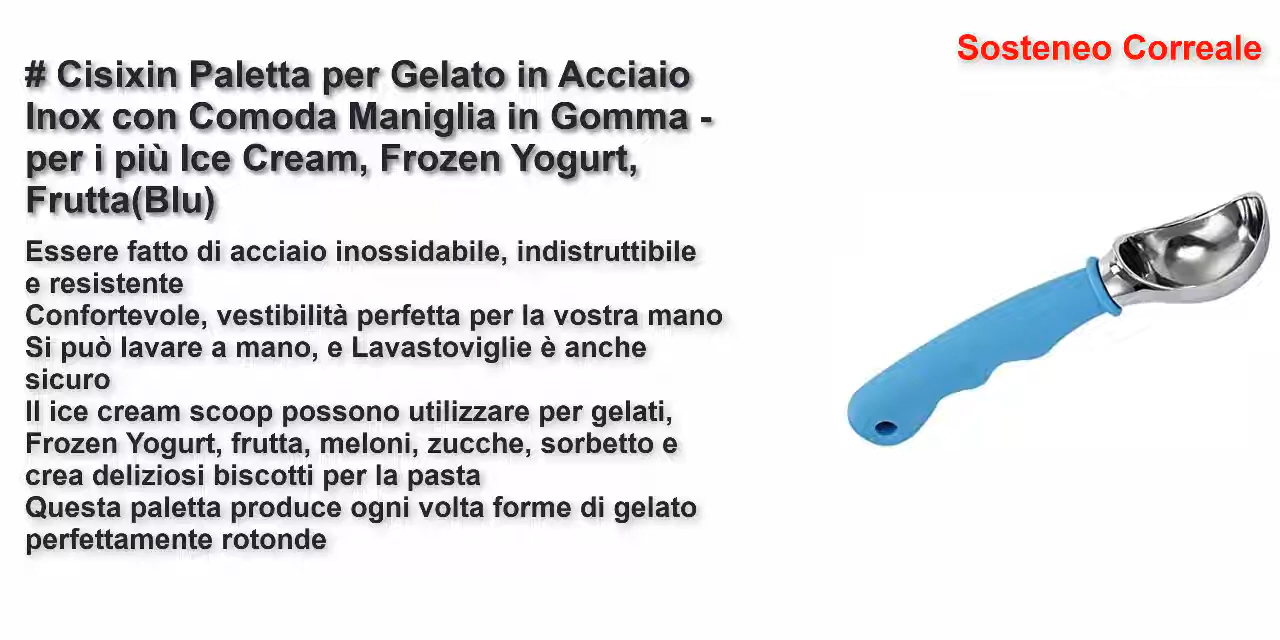 Sosteneo Correale
# Cisixin Paletta per Gelato in Acciaio
Inox con Comoda Maniglia in Gomma -
per i più Ice Cream, Frozen Yogurt,
Frutta(Blu)
Essere fatto di acciaio inossidabile, indistruttibile
e resistente
Confortevole, vestibilità perfetta per la vostra mano
Si può lavare a mano, e Lavastoviglie è anche
sicuro
Il ice cream scoop possono utilizzare per gelati,
Frozen Yogurt, frutta, meloni, zucche, sorbetto e
crea deliziosi biscotti per la pasta
Questa paletta produce ogni volta forme di gelato
perfettamente rotonde